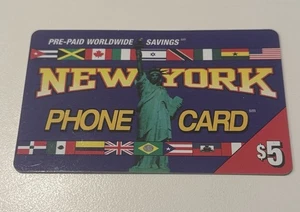 PRE-PAID WORLDWIDE SAVINGS
NEW YORK
PHONE CARD
$5